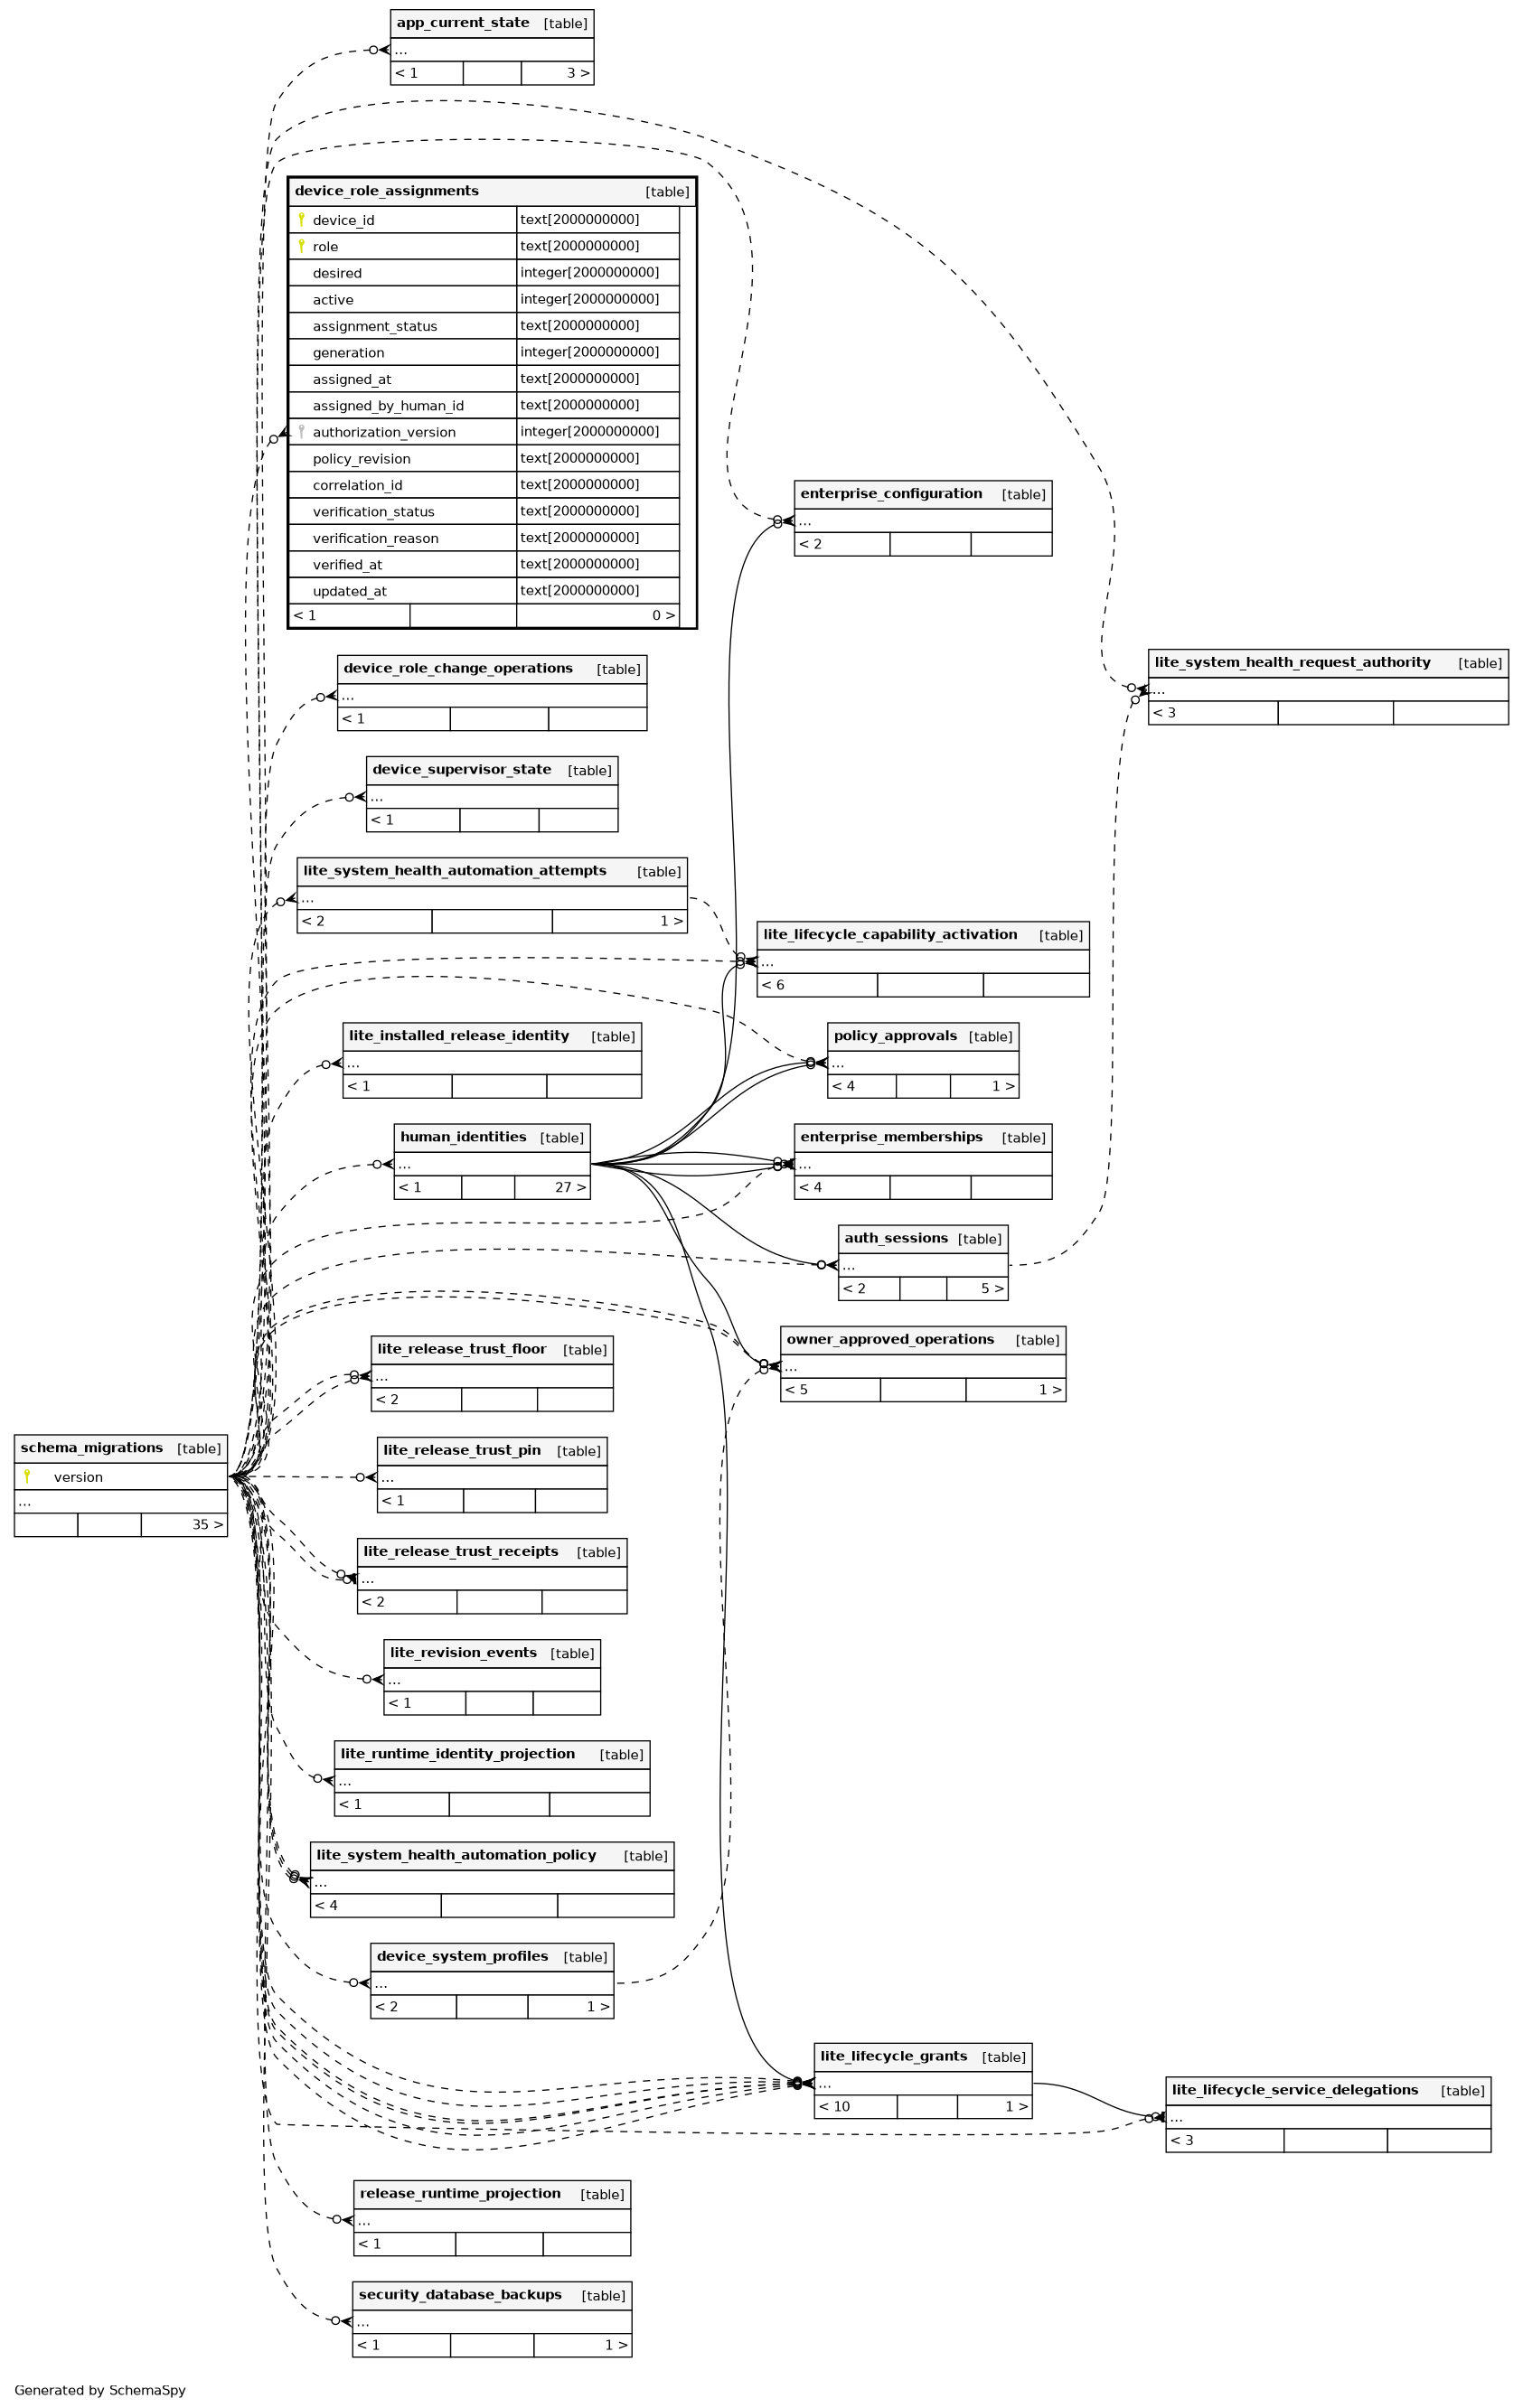 app_current_state [table]
...
< 1 3 >
device_role_assignments [table]
device_id text[2000000000]
role text[2000000000]
desired integer[2000000000]
active integer[2000000000]
assignment_status text[2000000000]
generation integer[2000000000]
assigned_at text[2000000000]
assigned_by_human_id text[2000000000]
authorization_version integer[2000000000]
policy_revision text[2000000000]
correlation_id text[2000000000]
verification_status text[2000000000]
verification_reason text[2000000000]
verified_at text[2000000000]
updated_at text[2000000000]
< 1 0 >
enterprise_configuration [table]
...
< 2
lite_system_health_request_authority [table]
...
< 3
device_role_change_operations [table]
...
< 1
device_supervisor_state [table]
...
< 1
lite_system_health_automation_attempts [table]
...
< 2 1 >
lite_lifecycle_capability_activation [table]
...
< 6
lite_installed_release_identity [table]
...
< 1
policy_approvals [table]
...
< 4 1 >
human_identities [table]
...
< 1 27 >
enterprise_memberships [table]
...
< 4
auth_sessions [table]
...
< 2 5 >
lite_release_trust_floor [table]
...
< 2
owner_approved_operations [table]
...
< 5 1 >
schema_migrations [table]
version
...
35 >
lite_release_trust_pin [table]
...
< 1
lite_release_trust_receipts [table]
...
< 2
lite_revision_events [table]
...
< 1
lite_runtime_identity_projection [table]
...
< 1
lite_system_health_automation_policy [table]
...
< 4
device_system_profiles [table]
...
< 2 1 >
lite_lifecycle_grants [table]
...
< 10 1 >
lite_lifecycle_service_delegations [table]
...
< 3
release_runtime_projection [table]
...
< 1
security_database_backups [table]
...
< 1 1 >
Generated by SchemaSpy